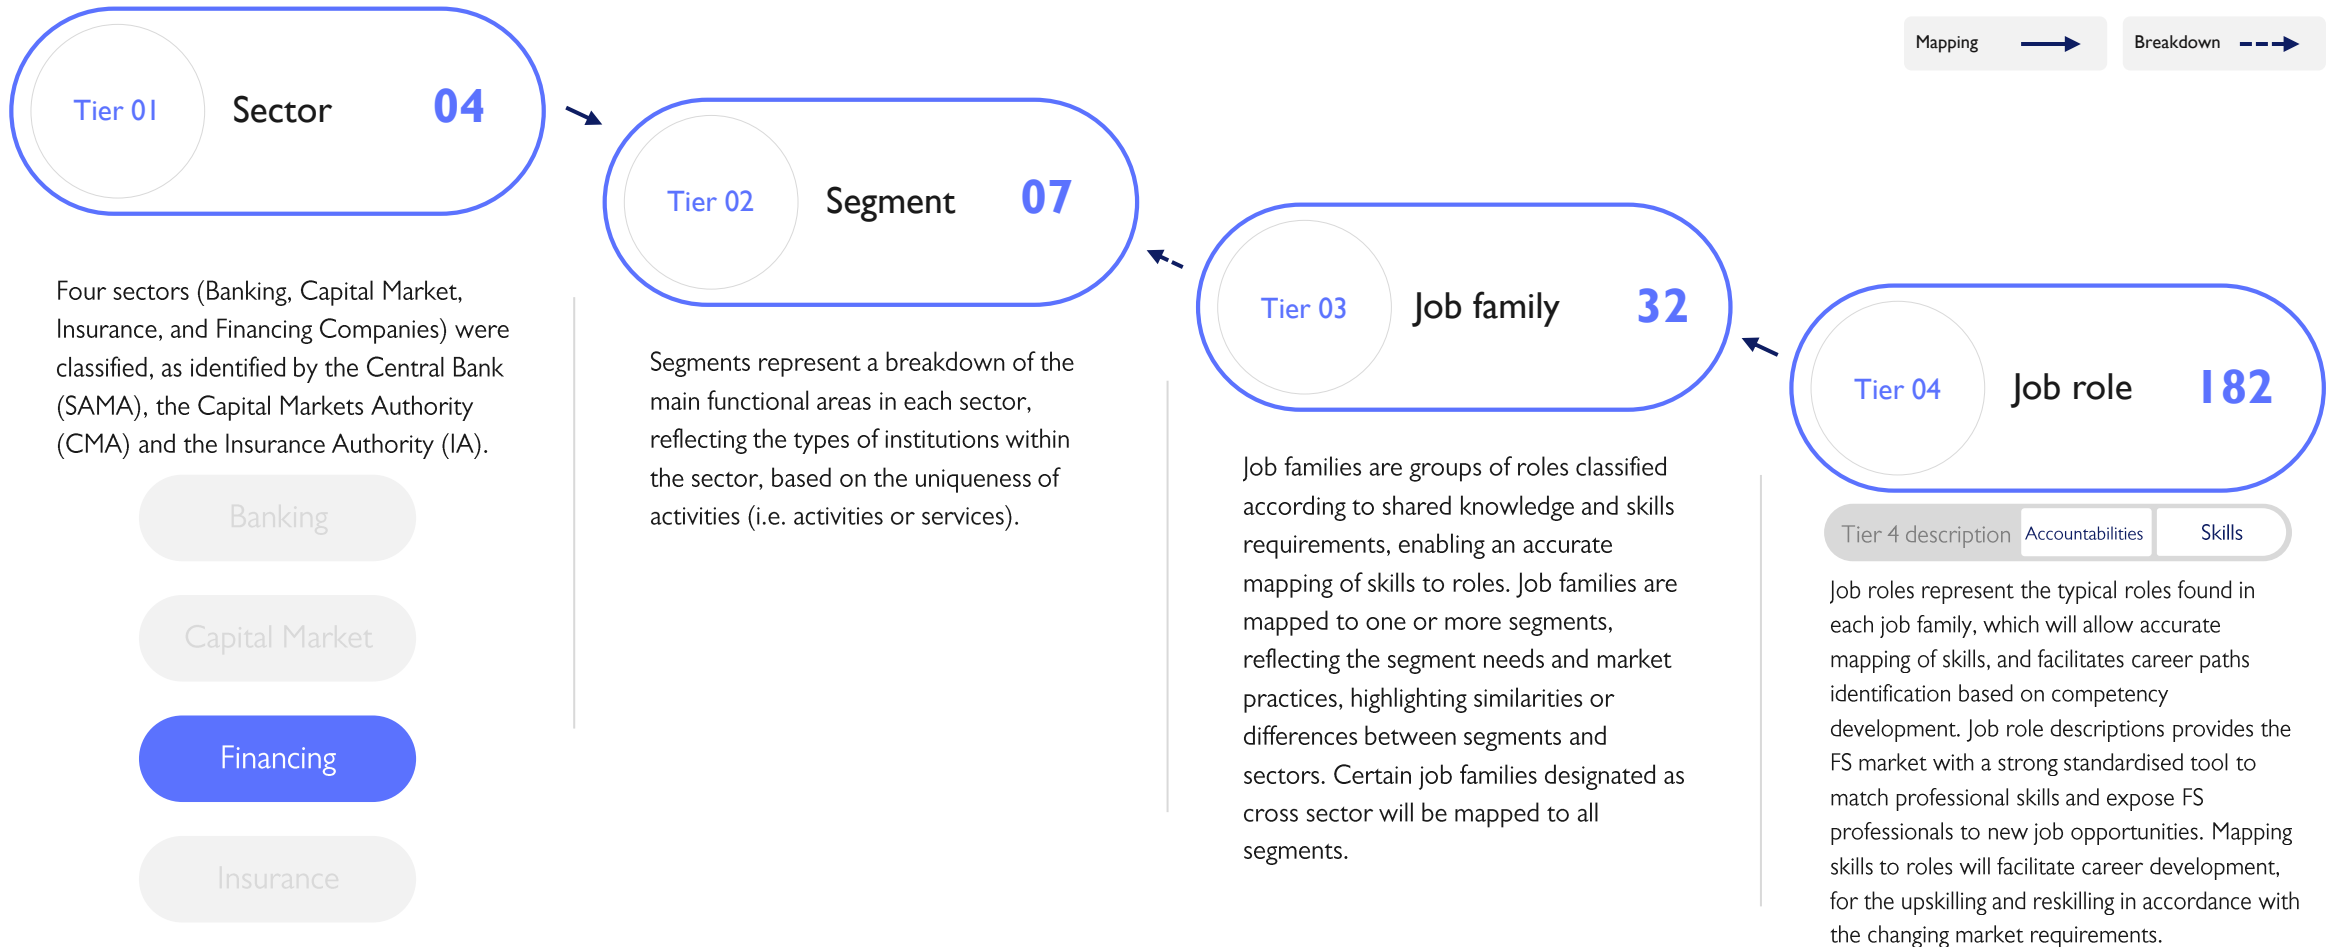 Mapping
Breakdown
Tier 01
Sector
04
Four sectors (Banking, Capital Market,
Insurance, and Financing Companies) were
classified, as identified by the Central Bank
(SAMA), the Capital Markets Authority
(CMA) and the Insurance Authority (IA).
Banking
Capital Market
Financing
Insurance
Tier 02
Segment
07
Segments represent a breakdown of the
main functional areas in each sector,
reflecting the types of institutions within
the sector, based on the uniqueness of
activities (i.e. activities or services).
Tier 03
Job family
32
Job families are groups of roles classified
according to shared knowledge and skills
requirements, enabling an accurate
mapping of skills to roles. Job families are
mapped to one or more segments,
reflecting the segment needs and market
practices, highlighting similarities or
differences between segments and
sectors. Certain job families designated as
cross sector will be mapped to all
segments.
Tier 04
Job role
182
Tier 4 description
Accountabilities
Skills
Job roles represent the typical roles found in
each job family, which will allow accurate
mapping of skills, and facilitates career paths
identification based on competency
development. Job role descriptions provides the
FS market with a strong standardised tool to
match professional skills and expose FS
professionals to new job opportunities. Mapping
skills to roles will facilitate career development,
for the upskilling and reskilling in accordance with
the changing market requirements.